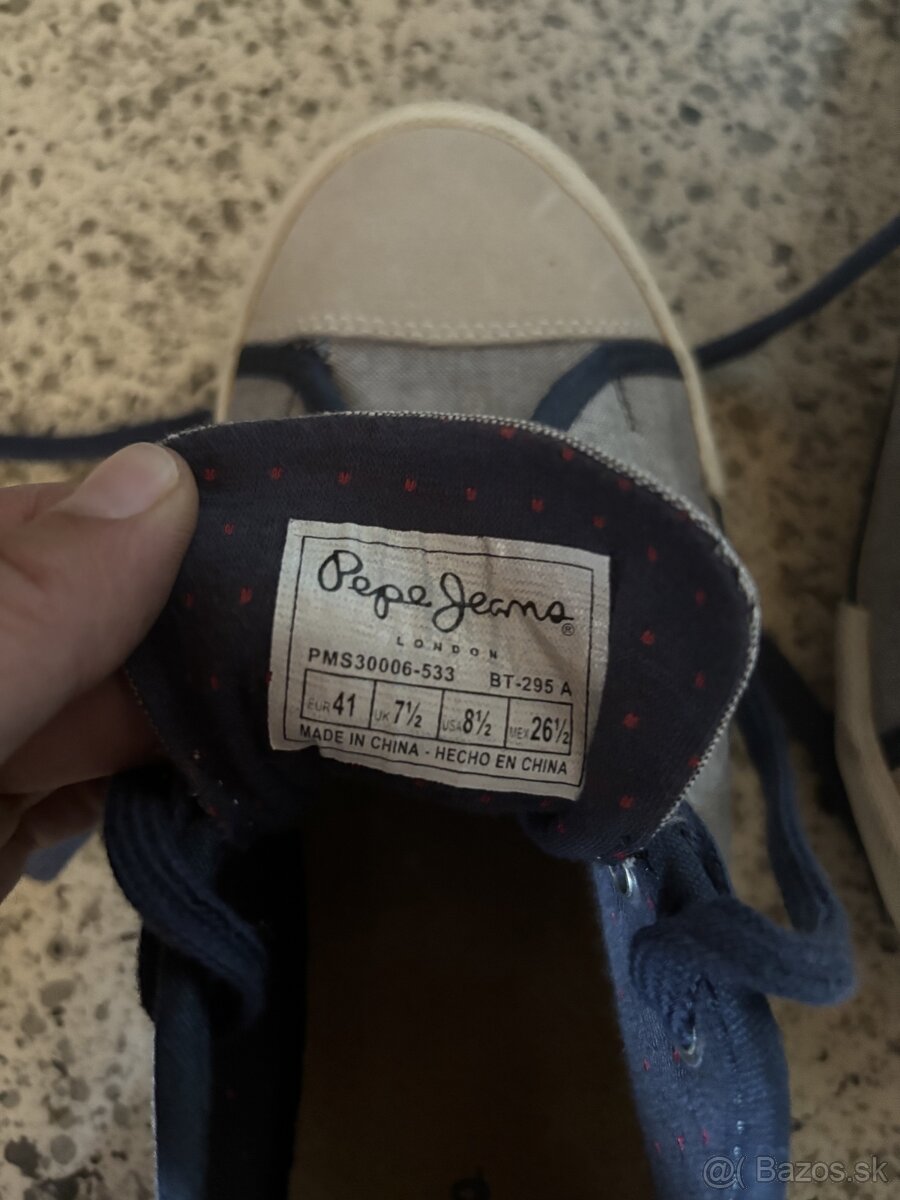 Pepe Jeans®
LONDON
PMS30006-533 BT-295 A
EUR 41 UK 7½ USA 8½ MEX 26½
MADE IN CHINA - HECHO EN CHINA
@( Bazos.sk